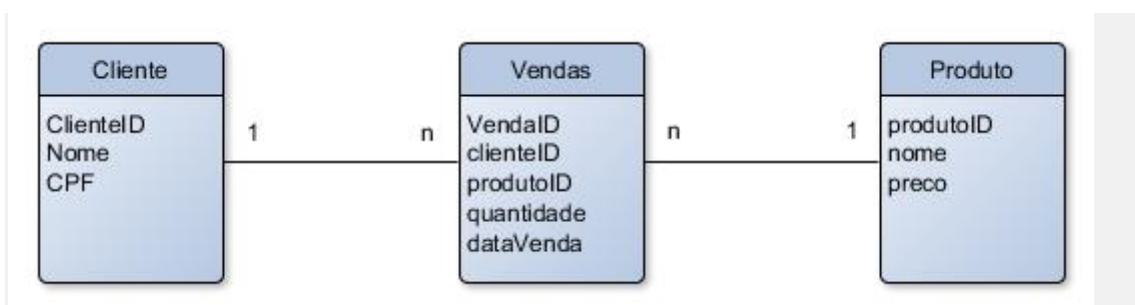 Cliente
ClienteID
Nome
CPF
1
n
Vendas
VendaID
clienteID
produtoID
quantidade
dataVenda
n
1
Produto
produtoID
nome
preco